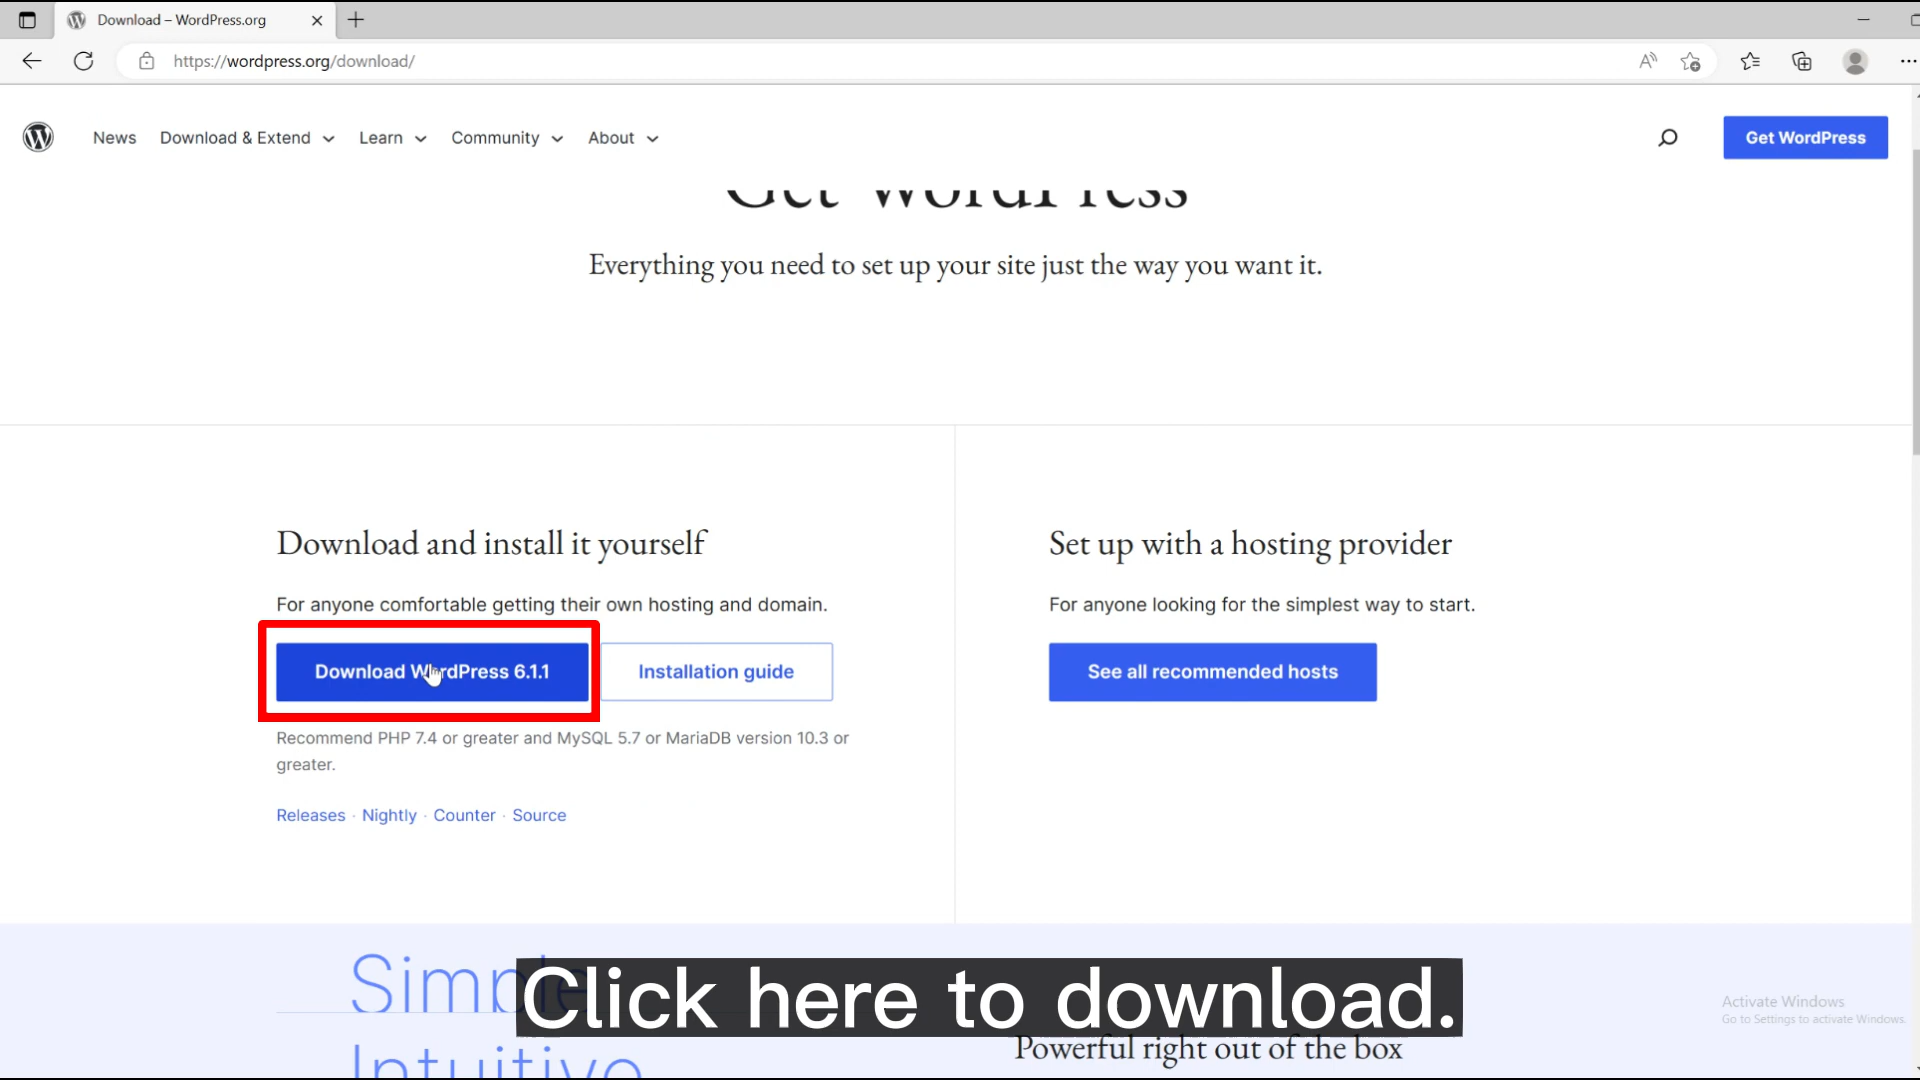 Download – WordPress.org
https://wordpress.org/download/
News Download & Extend Learn Community About Get WordPress
Get WordPress
Everything you need to set up your site just the way you want it.
Download and install it yourself
For anyone comfortable getting their own hosting and domain.
Download WordPress 6.1.1 Installation guide
Recommend PHP 7.4 or greater and MySQL 5.7 or MariaDB version 10.3 or
greater.
Releases · Nightly · Counter · Source
Set up with a hosting provider
For anyone looking for the simplest way to start.
See all recommended hosts
Simple
Intuitive
Powerful right out of the box
Click here to download.
Activate Windows
Go to Settings to activate Windows.